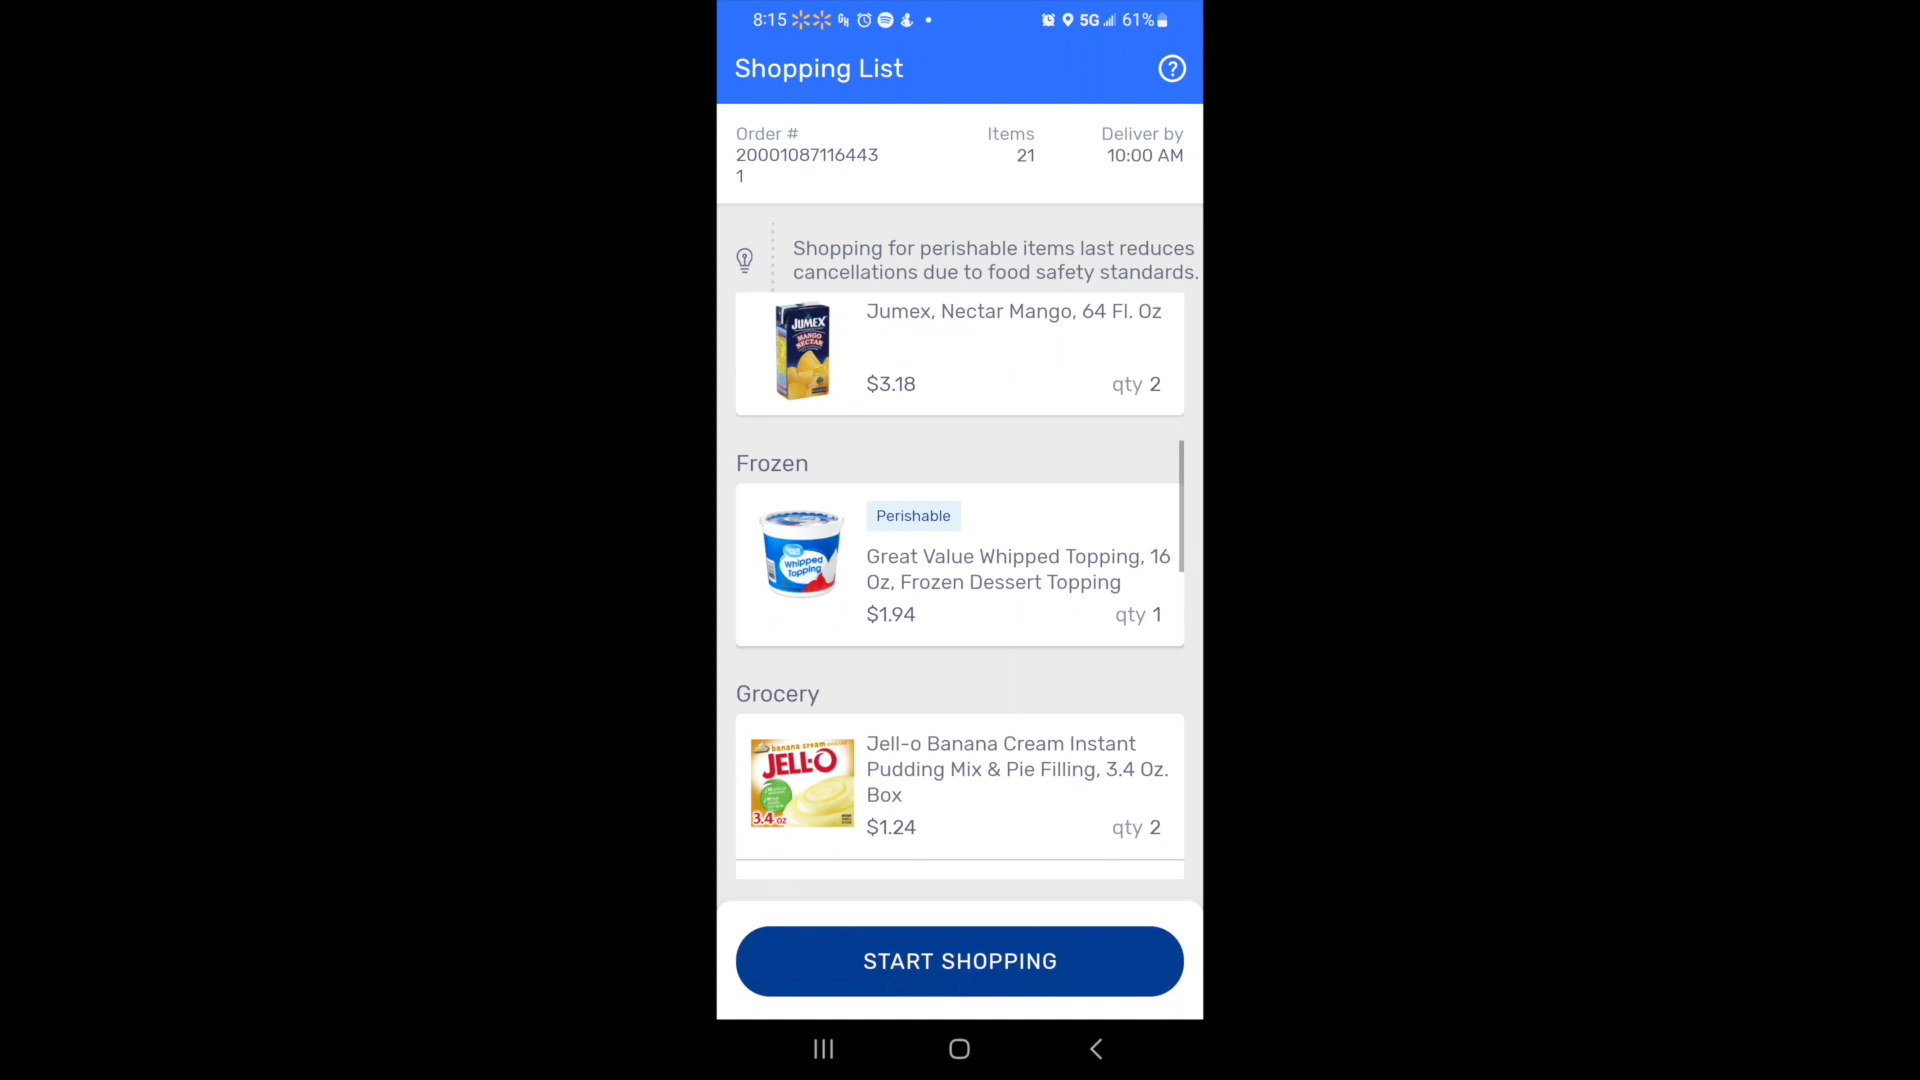 8:15
5G 61%
Shopping List
?
Order # Items Deliver by
20001087116443 21 10:00 AM
1
Shopping for perishable items last reduces
cancellations due to food safety standards.
JUMEX
MANGO
NECTAR
Jumex, Nectar Mango, 64 Fl. Oz
$3.18 qty 2
Frozen
Perishable
Great Value Whipped Topping, 16
Oz, Frozen Dessert Topping
$1.94 qty 1
Whipped
Topping
Grocery
banana cream
JELL-O
3.4 oz
Jell-o Banana Cream Instant
Pudding Mix & Pie Filling, 3.4 Oz.
Box
$1.24 qty 2
START SHOPPING